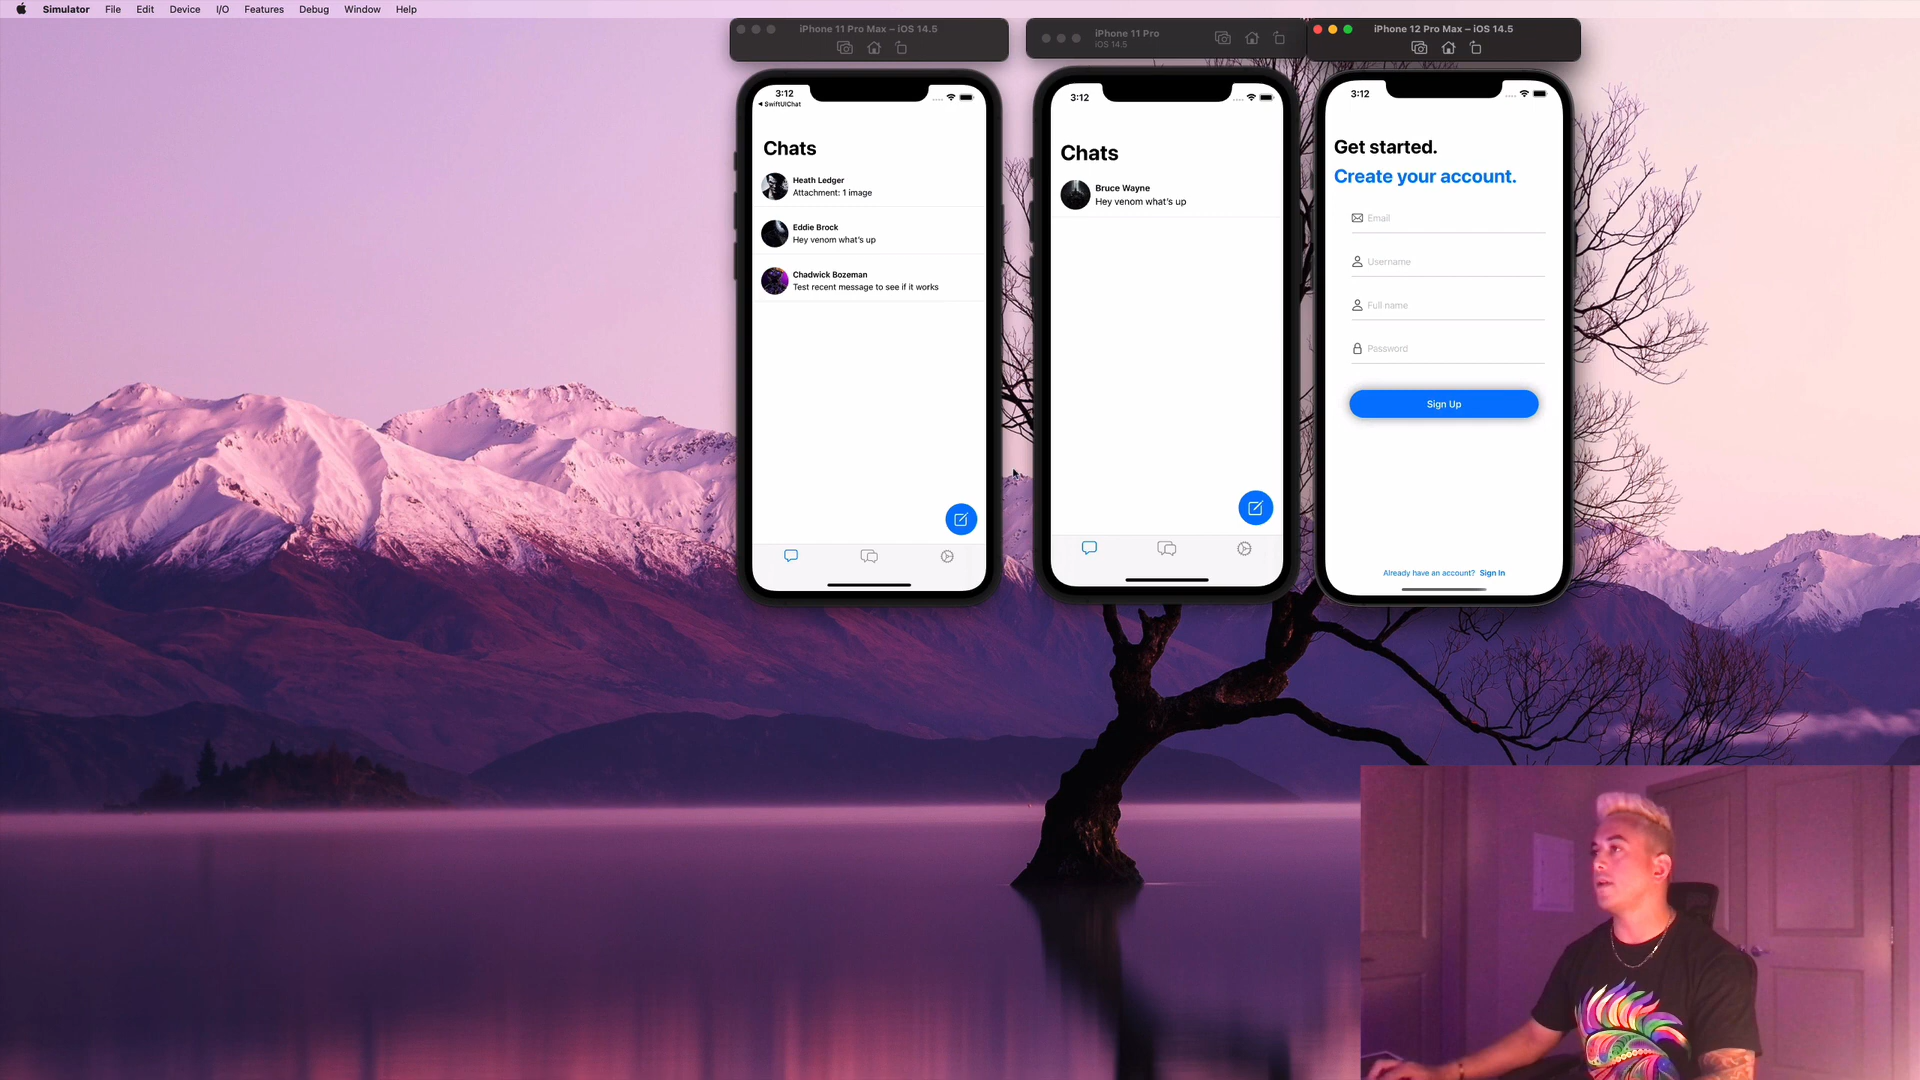 Simulator File Edit Device I/O Features Debug Window Help
iPhone 11 Pro Max – iOS 14.5
3:12
SwiftUIChat
Chats
Heath Ledger
Attachment: 1 image
Eddie Brock
Hey venom what's up
Chadwick Bozeman
Test recent message to see if it works
iPhone 11 Pro
iOS 14.5
3:12
Chats
Bruce Wayne
Hey venom what's up
iPhone 12 Pro Max – iOS 14.5
3:12
Get started.
Create your account.
Email
Username
Full name
Password
Sign Up
Already have an account? Sign In